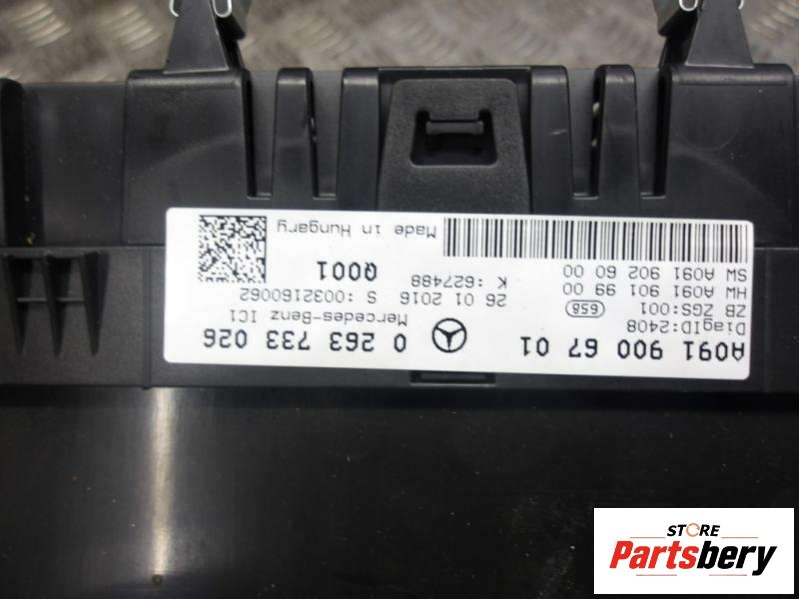 A091 900 67 01 0 263 733 026
DiagID:2408 Mercedes-Benz IC1
ZB ZGS:001 658 26 01 2016 S :0032160062
HW A091 901 99 00 K :627488 Q001
SW A091 902 60 00
Made in Hungary
STORE
Partsbery